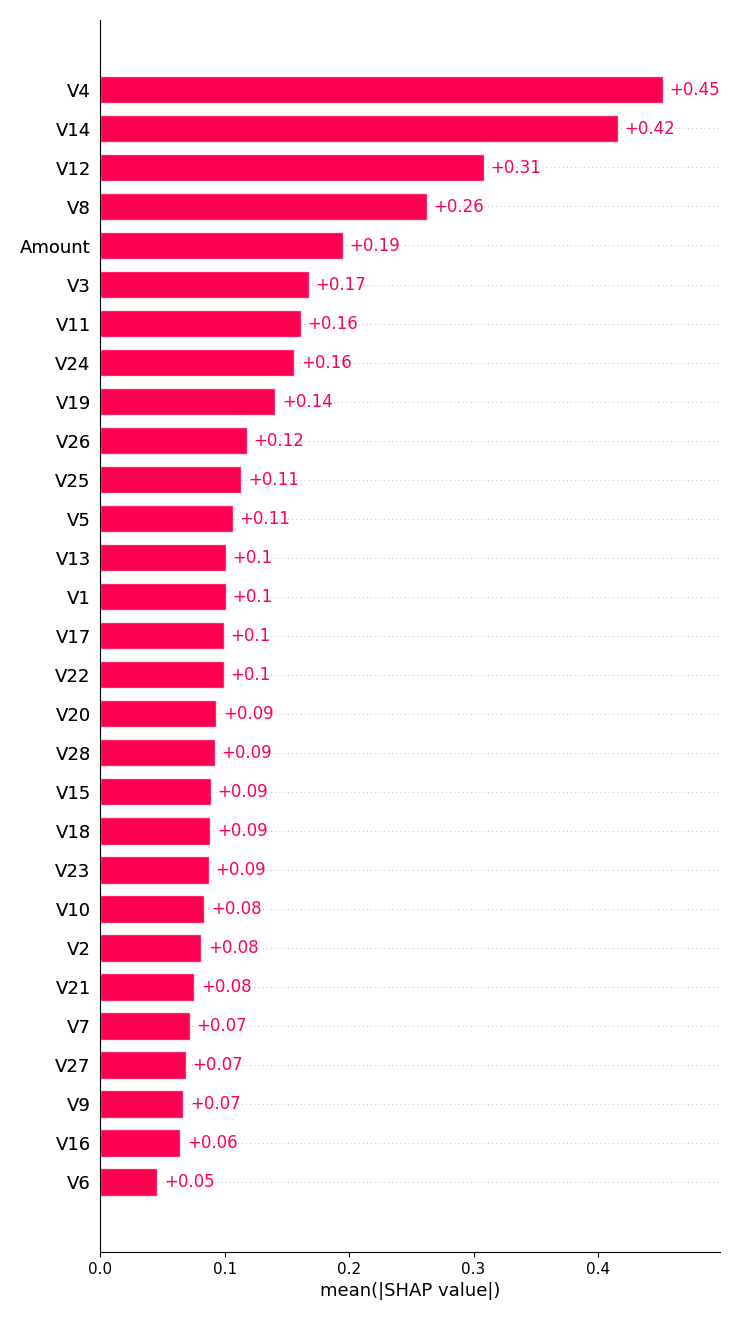 V4 +0.45
V14 +0.42
V12 +0.31
V8 +0.26
Amount +0.19
V3 +0.17
V11 +0.16
V24 +0.16
V19 +0.14
V26 +0.12
V25 +0.11
V5 +0.11
V13 +0.1
V1 +0.1
V17 +0.1
V22 +0.1
V20 +0.09
V28 +0.09
V15 +0.09
V18 +0.09
V23 +0.09
V10 +0.08
V2 +0.08
V21 +0.08
V7 +0.07
V27 +0.07
V9 +0.07
V16 +0.06
V6 +0.05
0.0 0.1 0.2 0.3 0.4
mean(|SHAP value|)